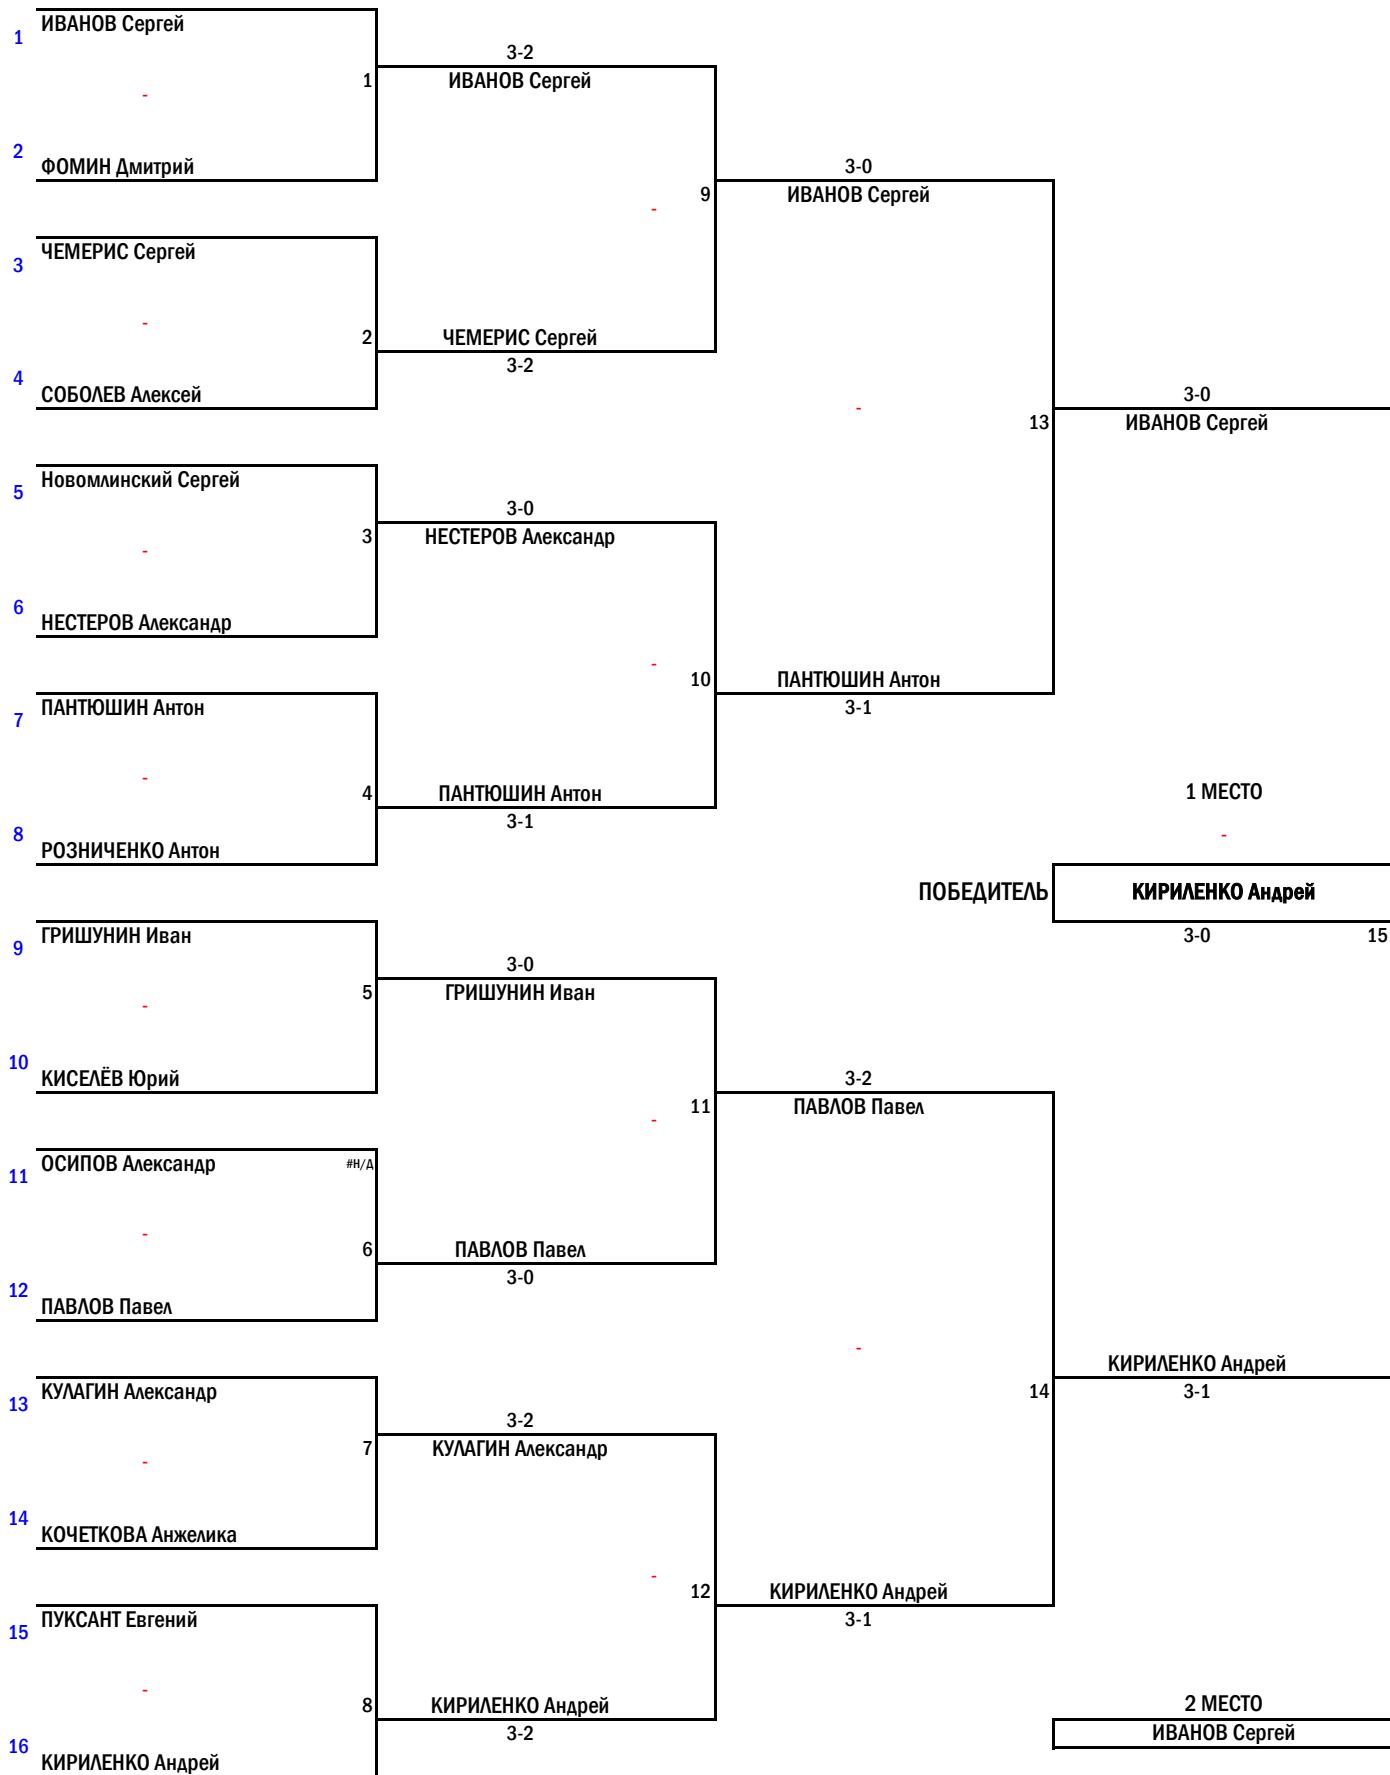 1 ИВАНОВ Сергей
3-2
1 ИВАНОВ Сергей
-
2 ФОМИН Дмитрий
3-0
9 ИВАНОВ Сергей
-
3 ЧЕМЕРИС Сергей
-
2 ЧЕМЕРИС Сергей
3-2
4 СОБОЛЕВ Алексей
3-0
-
13 ИВАНОВ Сергей
5 Новомлинский Сергей
3-0
3 НЕСТЕРОВ Александр
-
6 НЕСТЕРОВ Александр
-
10 ПАНТЮШИН Антон
3-1
7 ПАНТЮШИН Антон
-
4 ПАНТЮШИН Антон
3-1
1 МЕСТО
-
8 РОЗНИЧЕНКО Антон
ПОБЕДИТЕЛЬ КИРИЛЕНКО Андрей
3-0 15
9 ГРИШУНИН Иван
3-0
5 ГРИШУНИН Иван
-
10 КИСЕЛЁВ Юрий
3-2
11 ПАВЛОВ Павел
-
11 ОСИПОВ Александр #Н/Д
-
6 ПАВЛОВ Павел
3-0
12 ПАВЛОВ Павел
-
КИРИЛЕНКО Андрей
14 3-1
13 КУЛАГИН Александр
3-2
7 КУЛАГИН Александр
-
14 КОЧЕТКОВА Анжелика
-
12 КИРИЛЕНКО Андрей
3-1
15 ПУКСАНТ Евгений
-
8 КИРИЛЕНКО Андрей
3-2
2 МЕСТО
ИВАНОВ Сергей
16 КИРИЛЕНКО Андрей